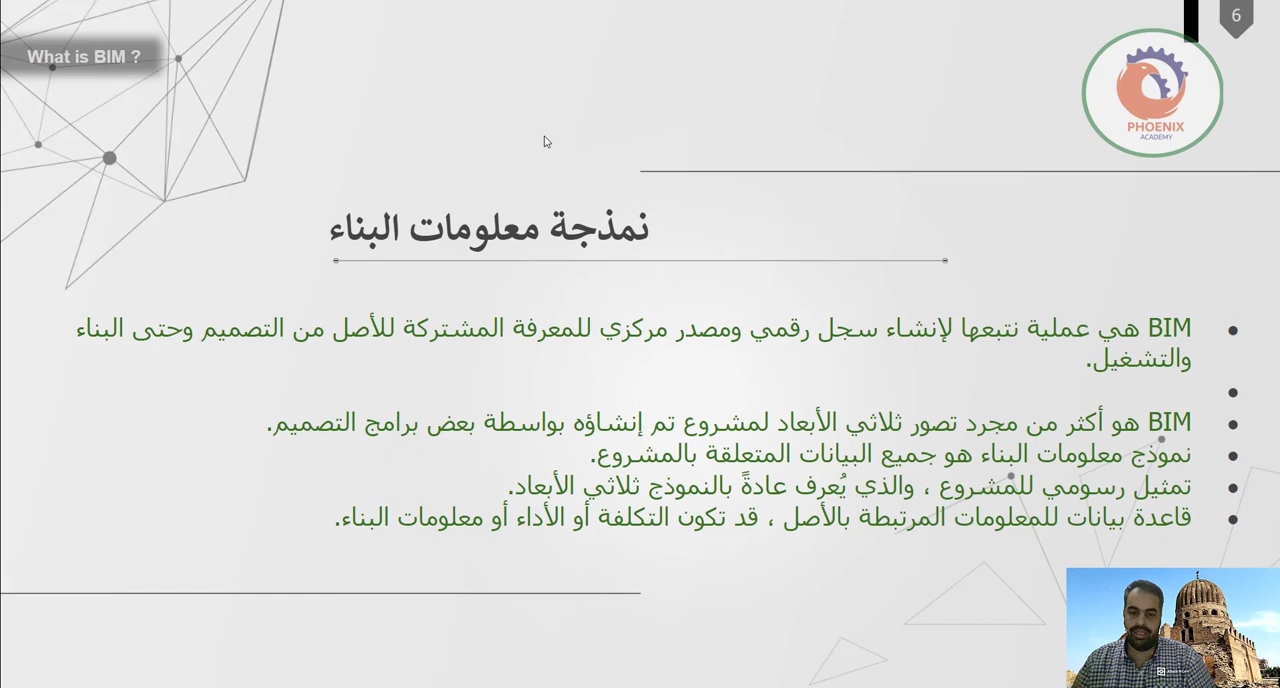 What is BIM ?
6
PHOENIX
ACADEMY
نمذجة معلومات البناء
BIM هي عملية نتبعها لإنشاء سجل رقمي ومصدر مركزي للمعرفة المشتركة للأصل من التصميم وحتى البناء
والتشغيل.
BIM هو أكثر من مجرد تصور ثلاثي الأبعاد لمشروع تم إنشاؤه بواسطة بعض برامج التصميم.
نموذج معلومات البناء هو جميع البيانات المتعلقة بالمشروع.
تمثيل رسومي للمشروع ، والذي يُعرف عادةً بالنموذج ثلاثي الأبعاد.
قاعدة بيانات للمعلومات المرتبطة بالأصل ، قد تكون التكلفة أو الأداء أو معلومات البناء.